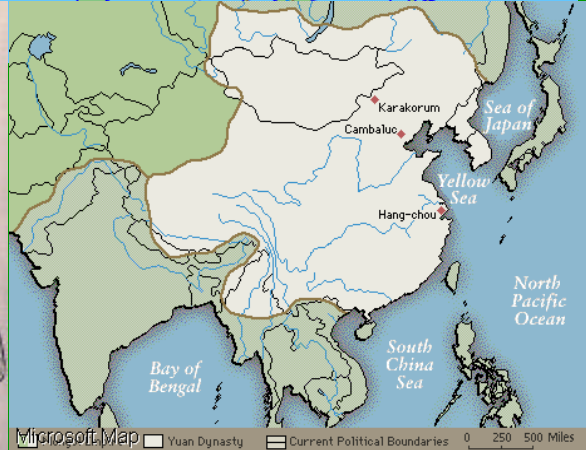 Karakorum
Cambaluc
Sea of
Japan
Yellow
Sea
Hang-chou
North
Pacific
Ocean
South
China
Sea
Bay of
Bengal
Microsoft Map
Yuan Dynasty
Current Political Boundaries
0 250 500 Miles